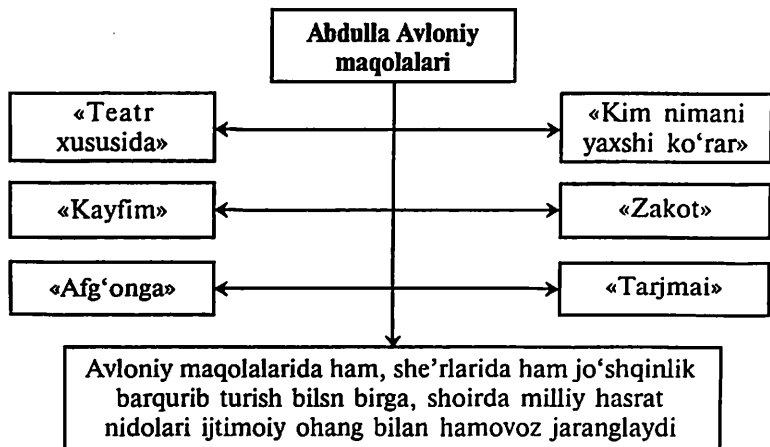 Abdulla Avloniy
maqolalari
«Teatr
xususida»
«Kim nimani
yaxshi ko‘rar»
«Kayfim»
«Zakot»
«Afg‘onga»
«Tarjmai»
Avloniy maqolalarida ham, she’rlarida ham jo‘shqinlik
barqurib turish bilsn birga, shoirda milliy hasrat
nidolari ijtimoiy ohang bilan hamovoz jaranglaydi